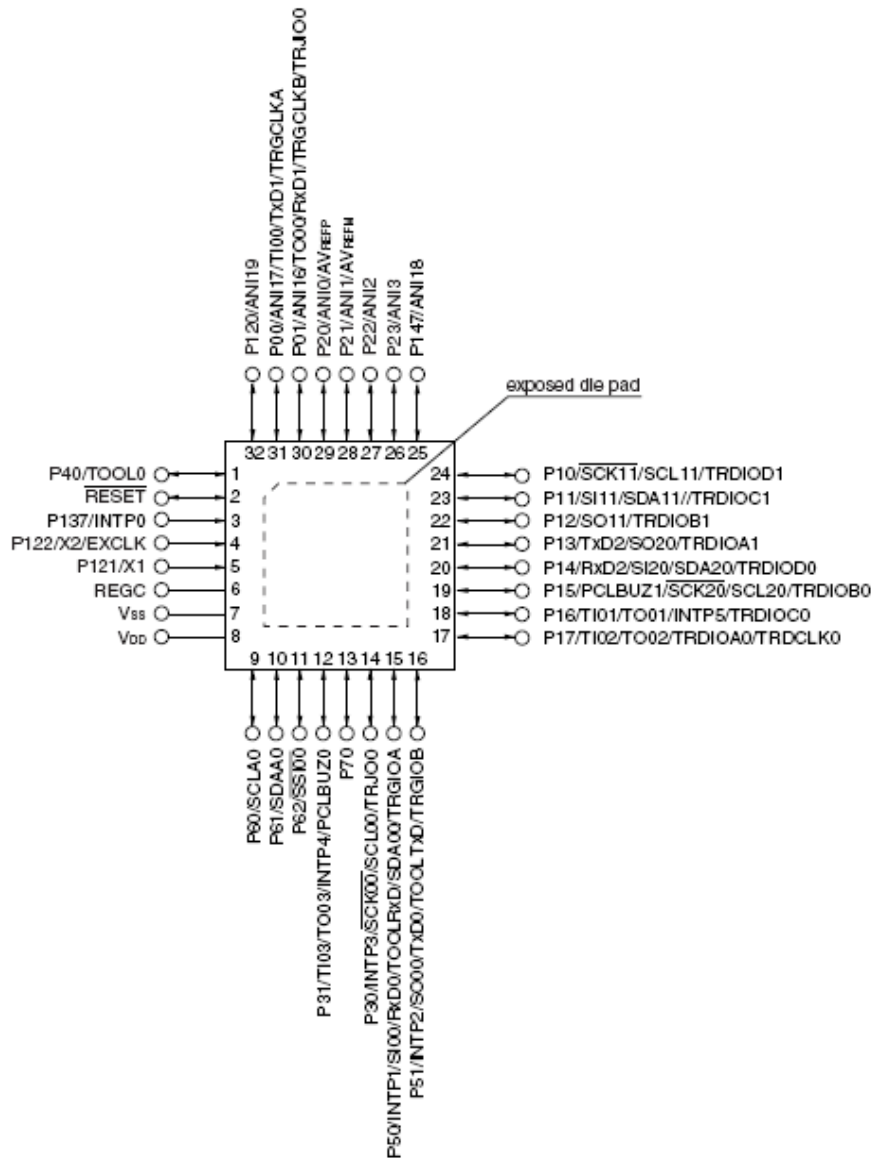 P120/ANI19
P00/ANI17/TI00/TxD1/TRGCLKA
P01/ANI16/TO00/RxD1/TRGCLKB/TRJIO0
P20/ANI0/AVREFP
P21/ANI1/AVREFM
P22/ANI2
P23/ANI3
P147/ANI18
exposed die pad
32 31 30 29 28 27 26 25
P40/TOOL0 1
RESET 2
P137/INTP0 3
P122/X2/EXCLK 4
P121/X1 5
REGC 6
VSS 7
VDD 8
24 P10/SCK11/SCL11/TRDIOD1
23 P11/SI11/SDA11//TRDIOC1
22 P12/SO11/TRDIOB1
21 P13/TxD2/SO20/TRDIOA1
20 P14/RxD2/SI20/SDA20/TRDIOD0
19 P15/PCLBUZ1/SCK20/SCL20/TRDIOB0
18 P16/TI01/TO01/INTP5/TRDIOC0
17 P17/TI02/TO02/TRDIOA0/TRDCLK0
9 10 11 12 13 14 15 16
P60/SCLA0
P61/SDAA0
P62/SSI00
P31/TI03/TO03/INTP4/PCLBUZ0
P70
P30/INTP3/SCK00/SCL00/TRJO0
P50/INTP1/SI00/RxD0/TOOLRxD/SDA00/TRGIOA
P51/INTP2/SO00/TxD0/TOOLTxD/TRGIOB